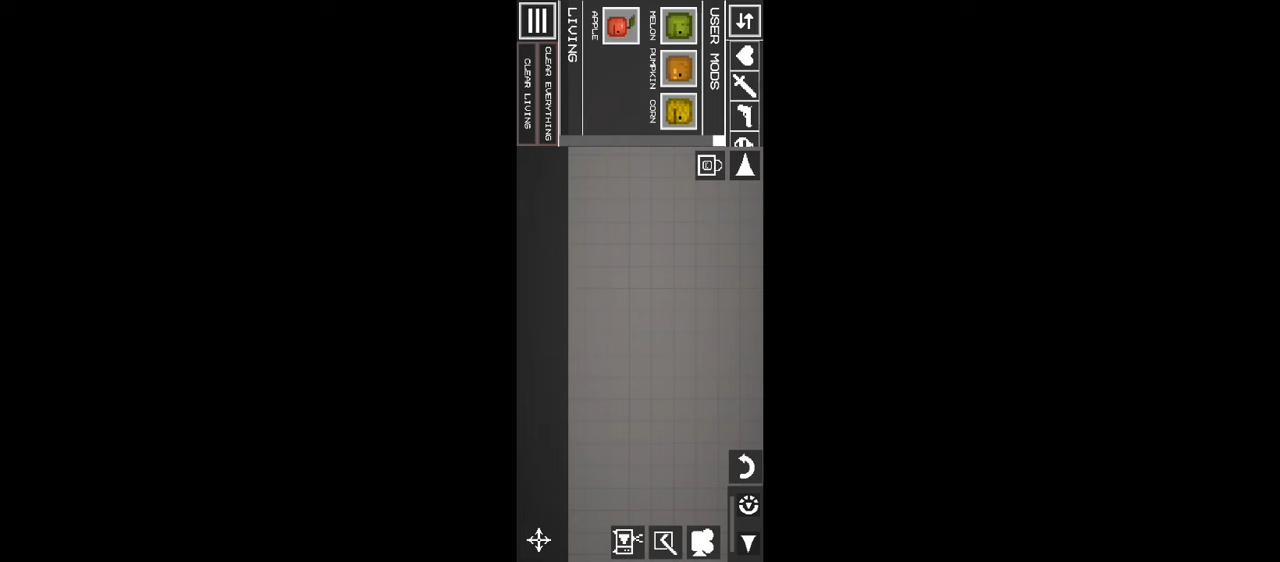 USER MODS
MELON
PUMPKIN
CORN
APPLE
LIVING
CLEAR EVERYTHING
CLEAR LIVING